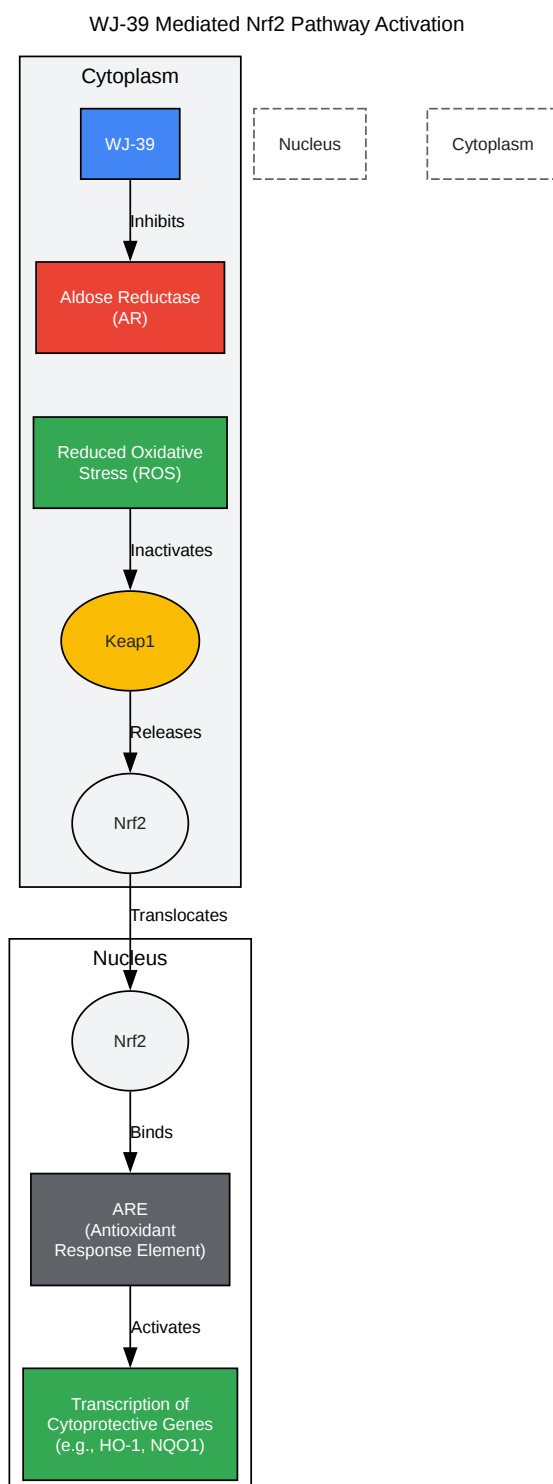 WJ-39 Mediated Nrf2 Pathway Activation
Cytoplasm
WJ-39
Nucleus
Cytoplasm
Inhibits
Aldose Reductase
(AR)
Reduced Oxidative
Stress (ROS)
Inactivates
Keap1
Releases
Nrf2
Translocates
Nucleus
Nrf2
Binds
ARE
(Antioxidant
Response Element)
Activates
Transcription of
Cytoprotective Genes
(e.g., HO-1, NQO1)